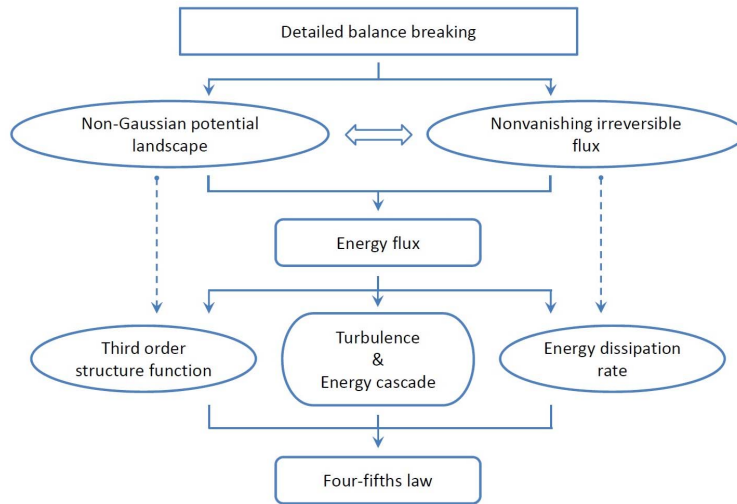 Detailed balance breaking
Non-Gaussian potential
landscape
Nonvanishing irreversible
flux
Energy flux
Third order
structure function
Turbulence
&
Energy cascade
Energy dissipation
rate
Four-fifths law